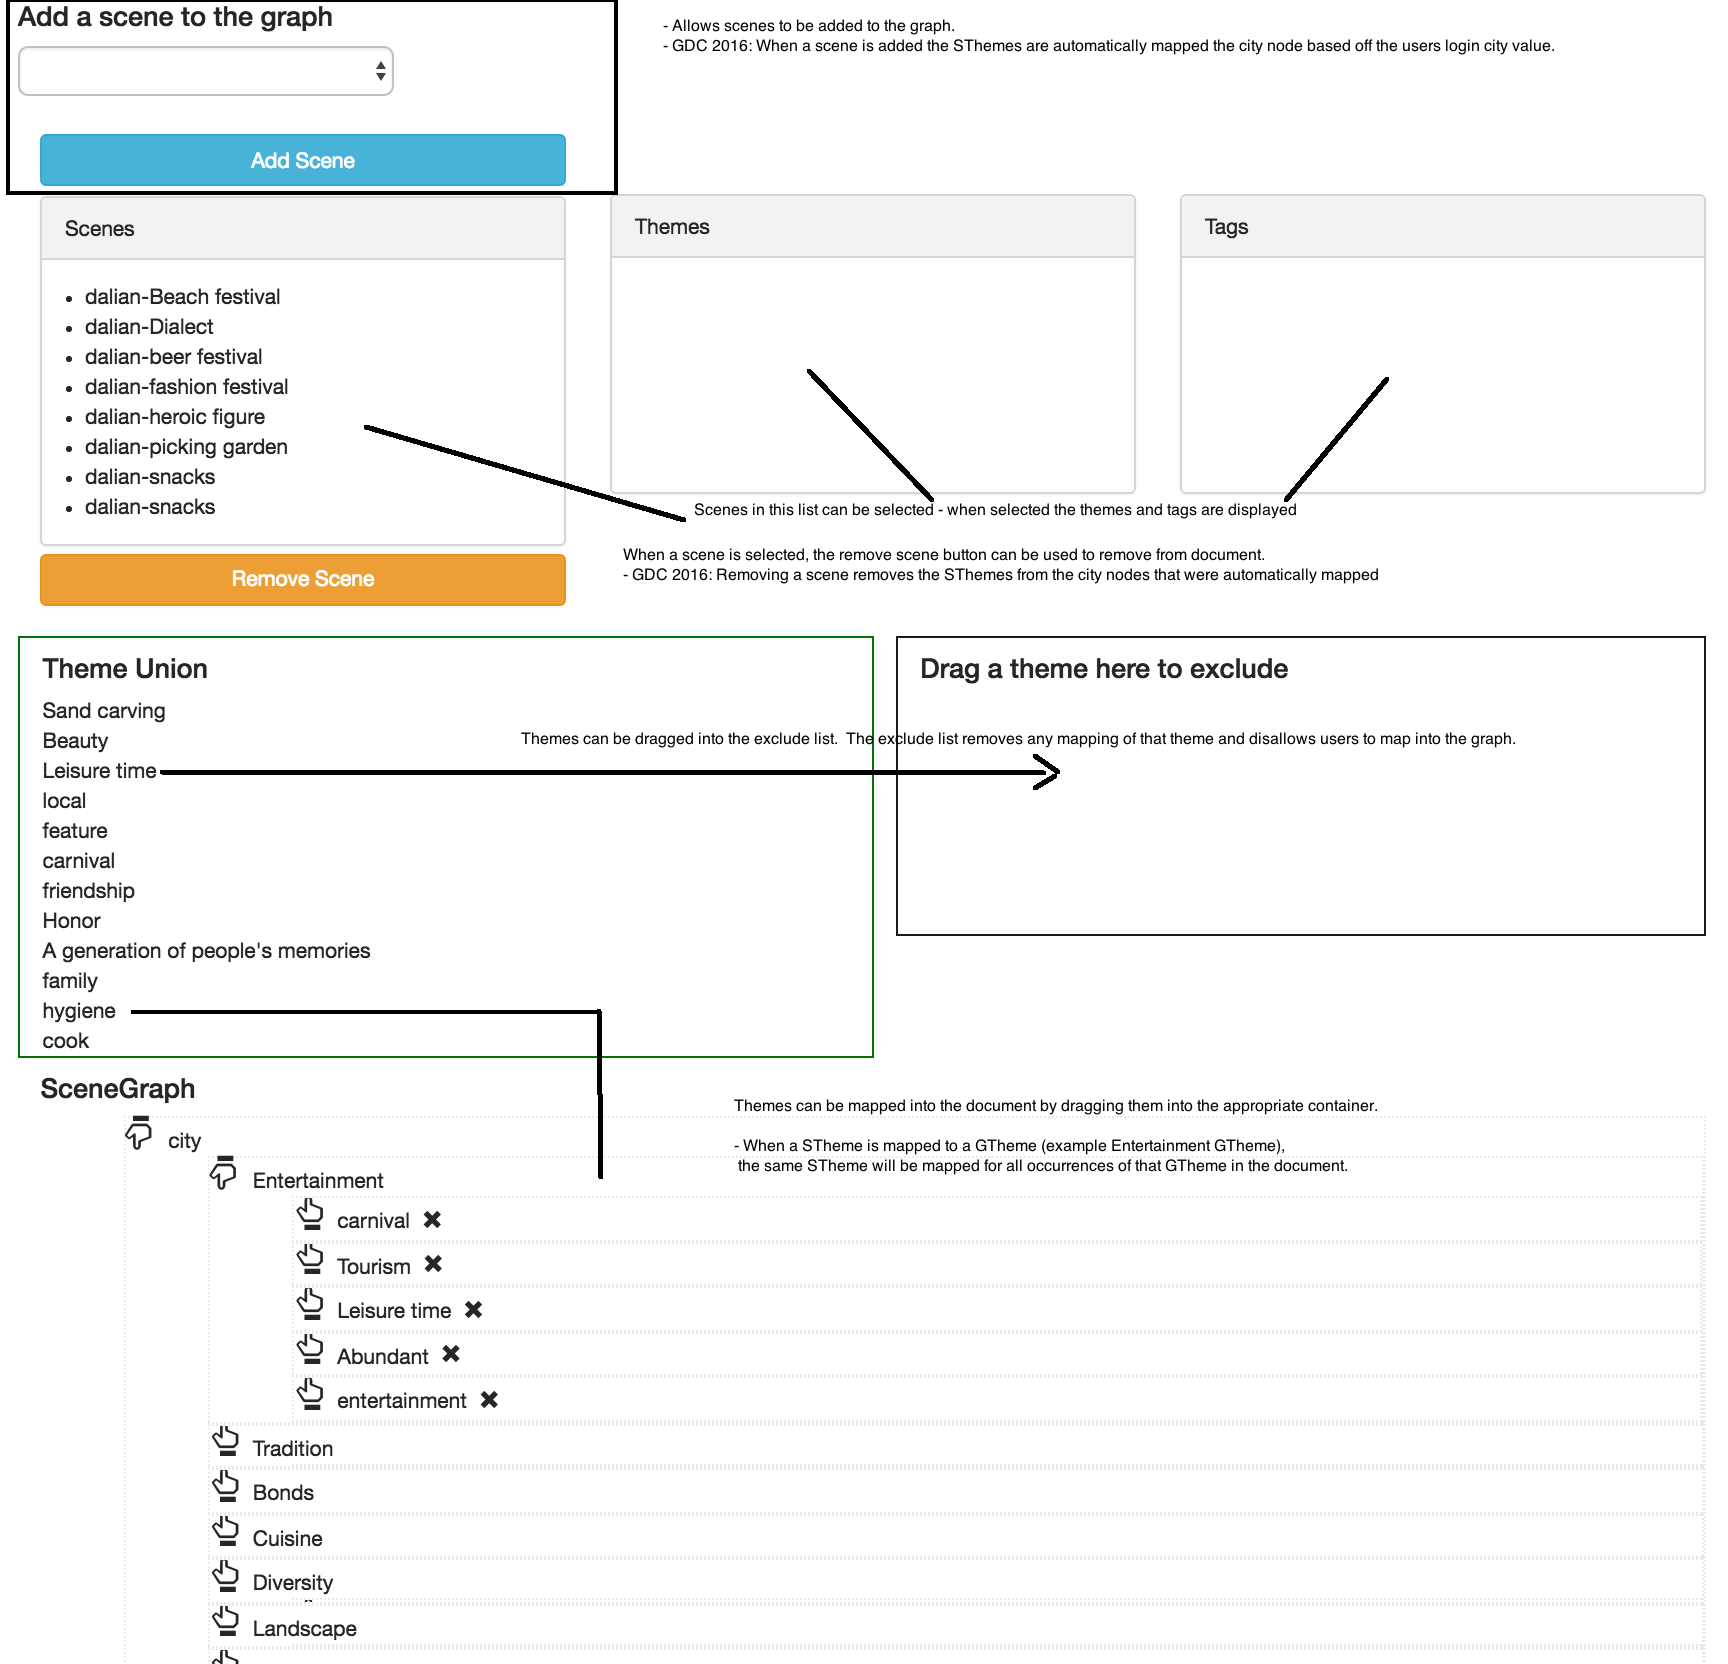 Add a scene to the graph
- Allows scenes to be added to the graph.
- GDC 2016: When a scene is added the SThemes are automatically mapped the city node based off the users login city value.
Add Scene
Scenes
Themes
Tags
dalian-Beach festival
dalian-Dialect
dalian-beer festival
dalian-fashion festival
dalian-heroic figure
dalian-picking garden
dalian-snacks
dalian-snacks
Scenes in this list can be selected - when selected the themes and tags are displayed
When a scene is selected, the remove scene button can be used to remove from document.
- GDC 2016: Removing a scene removes the SThemes from the city nodes that were automatically mapped
Remove Scene
Theme Union
Drag a theme here to exclude
Sand carving
Beauty
Themes can be dragged into the exclude list.  The exclude list removes any mapping of that theme and disallows users to map into the graph.
Leisure time
local
feature
carnival
friendship
Honor
A generation of people's memories
family
hygiene
cook
SceneGraph
Themes can be mapped into the document by dragging them into the appropriate container.
- When a STheme is mapped to a GTheme (example Entertainment GTheme),
the same STheme will be mapped for all occurrences of that GTheme in the document.
city
Entertainment
carnival
Tourism
Leisure time
Abundant
entertainment
Tradition
Bonds
Cuisine
Diversity
Landscape